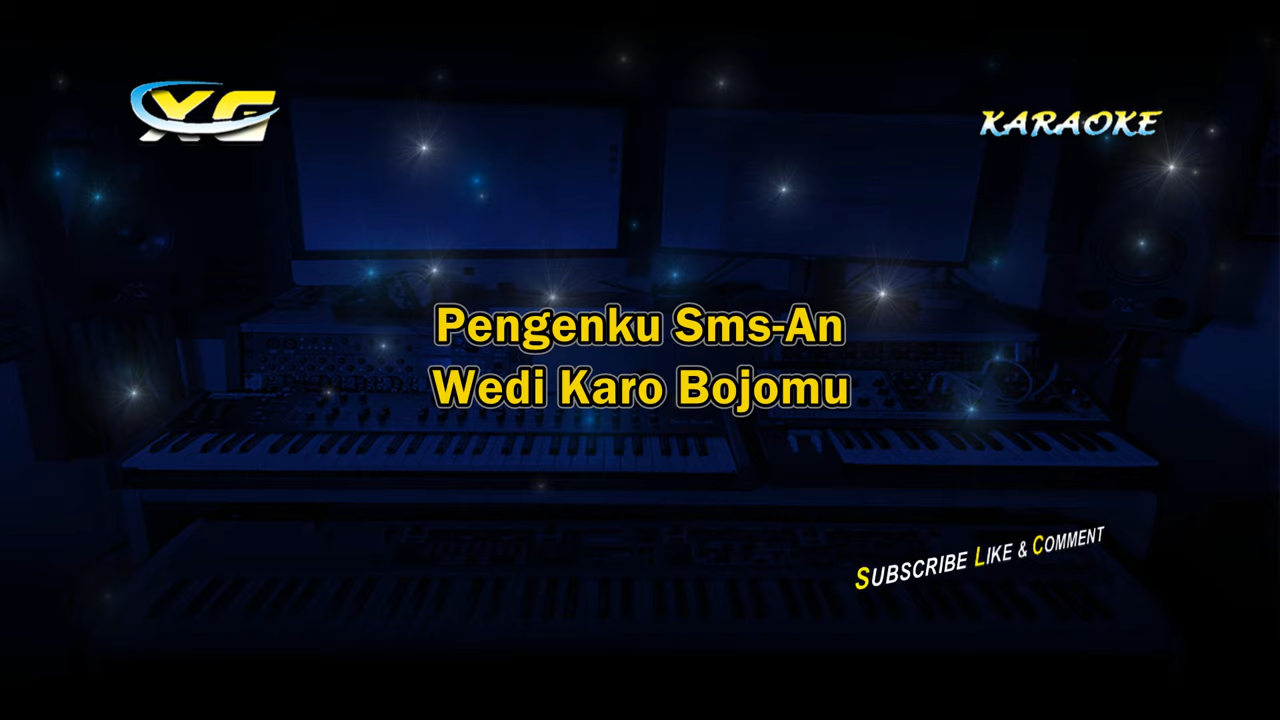 XG
KARAOKE
Pengenku Sms-An
Wedi Karo Bojomu
SUBSCRIBE LIKE & COMMENT